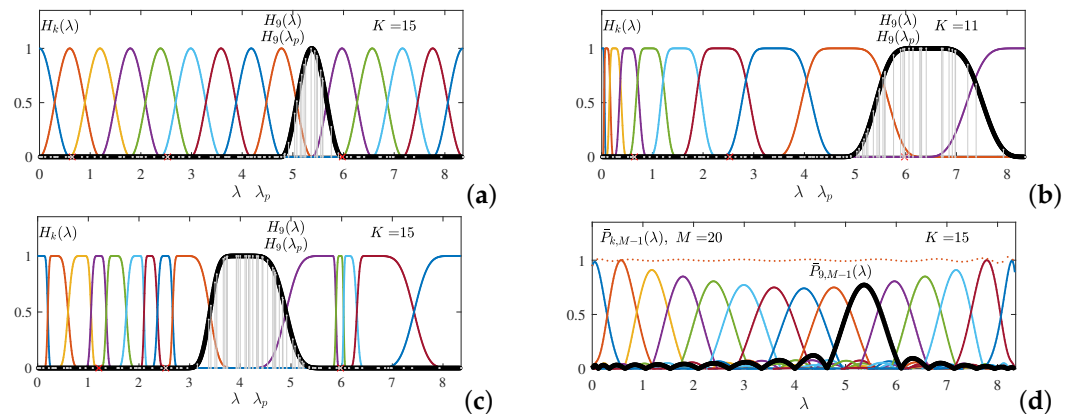 H_k(λ) H_9(λ) K = 15
H_9(λ_p)
1
0.5
0
0 1 2 3 4 5 6 7 8
λ λ_p
(a)
H_k(λ) H_9(λ) K = 11
H_9(λ_p)
1
0.5
0
0 1 2 3 4 5 6 7 8
λ λ_p
(b)
H_k(λ) H_9(λ) K = 15
H_9(λ_p)
1
0.5
0
0 1 2 3 4 5 6 7 8
λ λ_p
(c)
P̄_{k,M−1}(λ), M =20 K = 15
P̄_{9,M−1}(λ)
1
0.5
0
0 1 2 3 4 5 6 7 8
λ
(d)